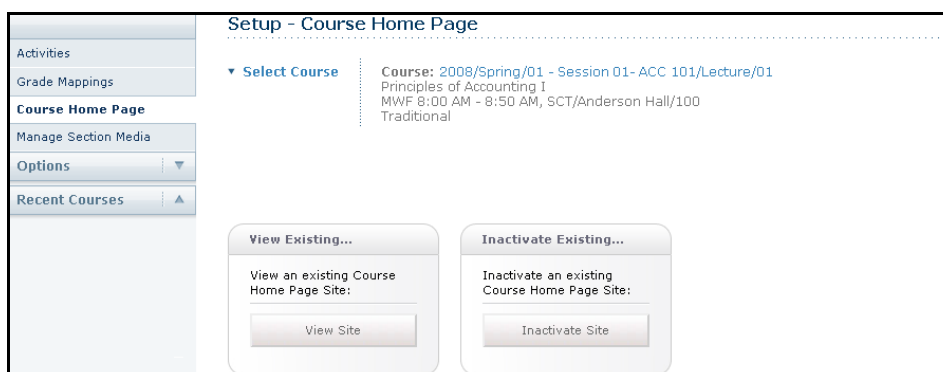 Setup - Course Home Page
Activities
Grade Mappings
Course Home Page
Manage Section Media
Options
Recent Courses
Select Course
Course: 2008/Spring/01 - Session 01- ACC 101/Lecture/01
Principles of Accounting I
MWF 8:00 AM - 8:50 AM, SCT/Anderson Hall/100
Traditional
View Existing...
View an existing Course
Home Page Site:
View Site
Inactivate Existing...
Inactivate an existing
Course Home Page Site:
Inactivate Site